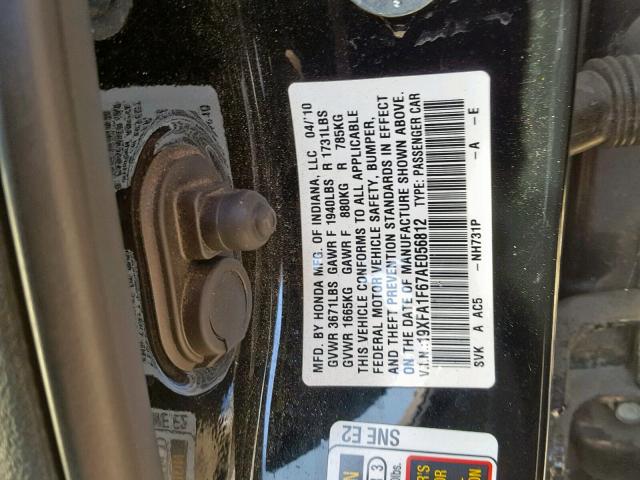 MFD. BY HONDA MFG. OF INDIANA, LLC 04/'10
GVWR 3671LBS GAWR F 1940LBS R 1731LBS
GVWR 1665KG GAWR F 880KG R 785KG
THIS VEHICLE CONFORMS TO ALL APPLICABLE
FEDERAL MOTOR VEHICLE SAFETY, BUMPER,
AND THEFT PREVENTION STANDARDS IN EFFECT
ON THE DATE OF MANUFACTURE SHOWN ABOVE.
V.I.N.:19XFA1F67AE056812 TYPE: PASSENGER CAR
SVK A AC5 -NH731P -A -E
SNE E2